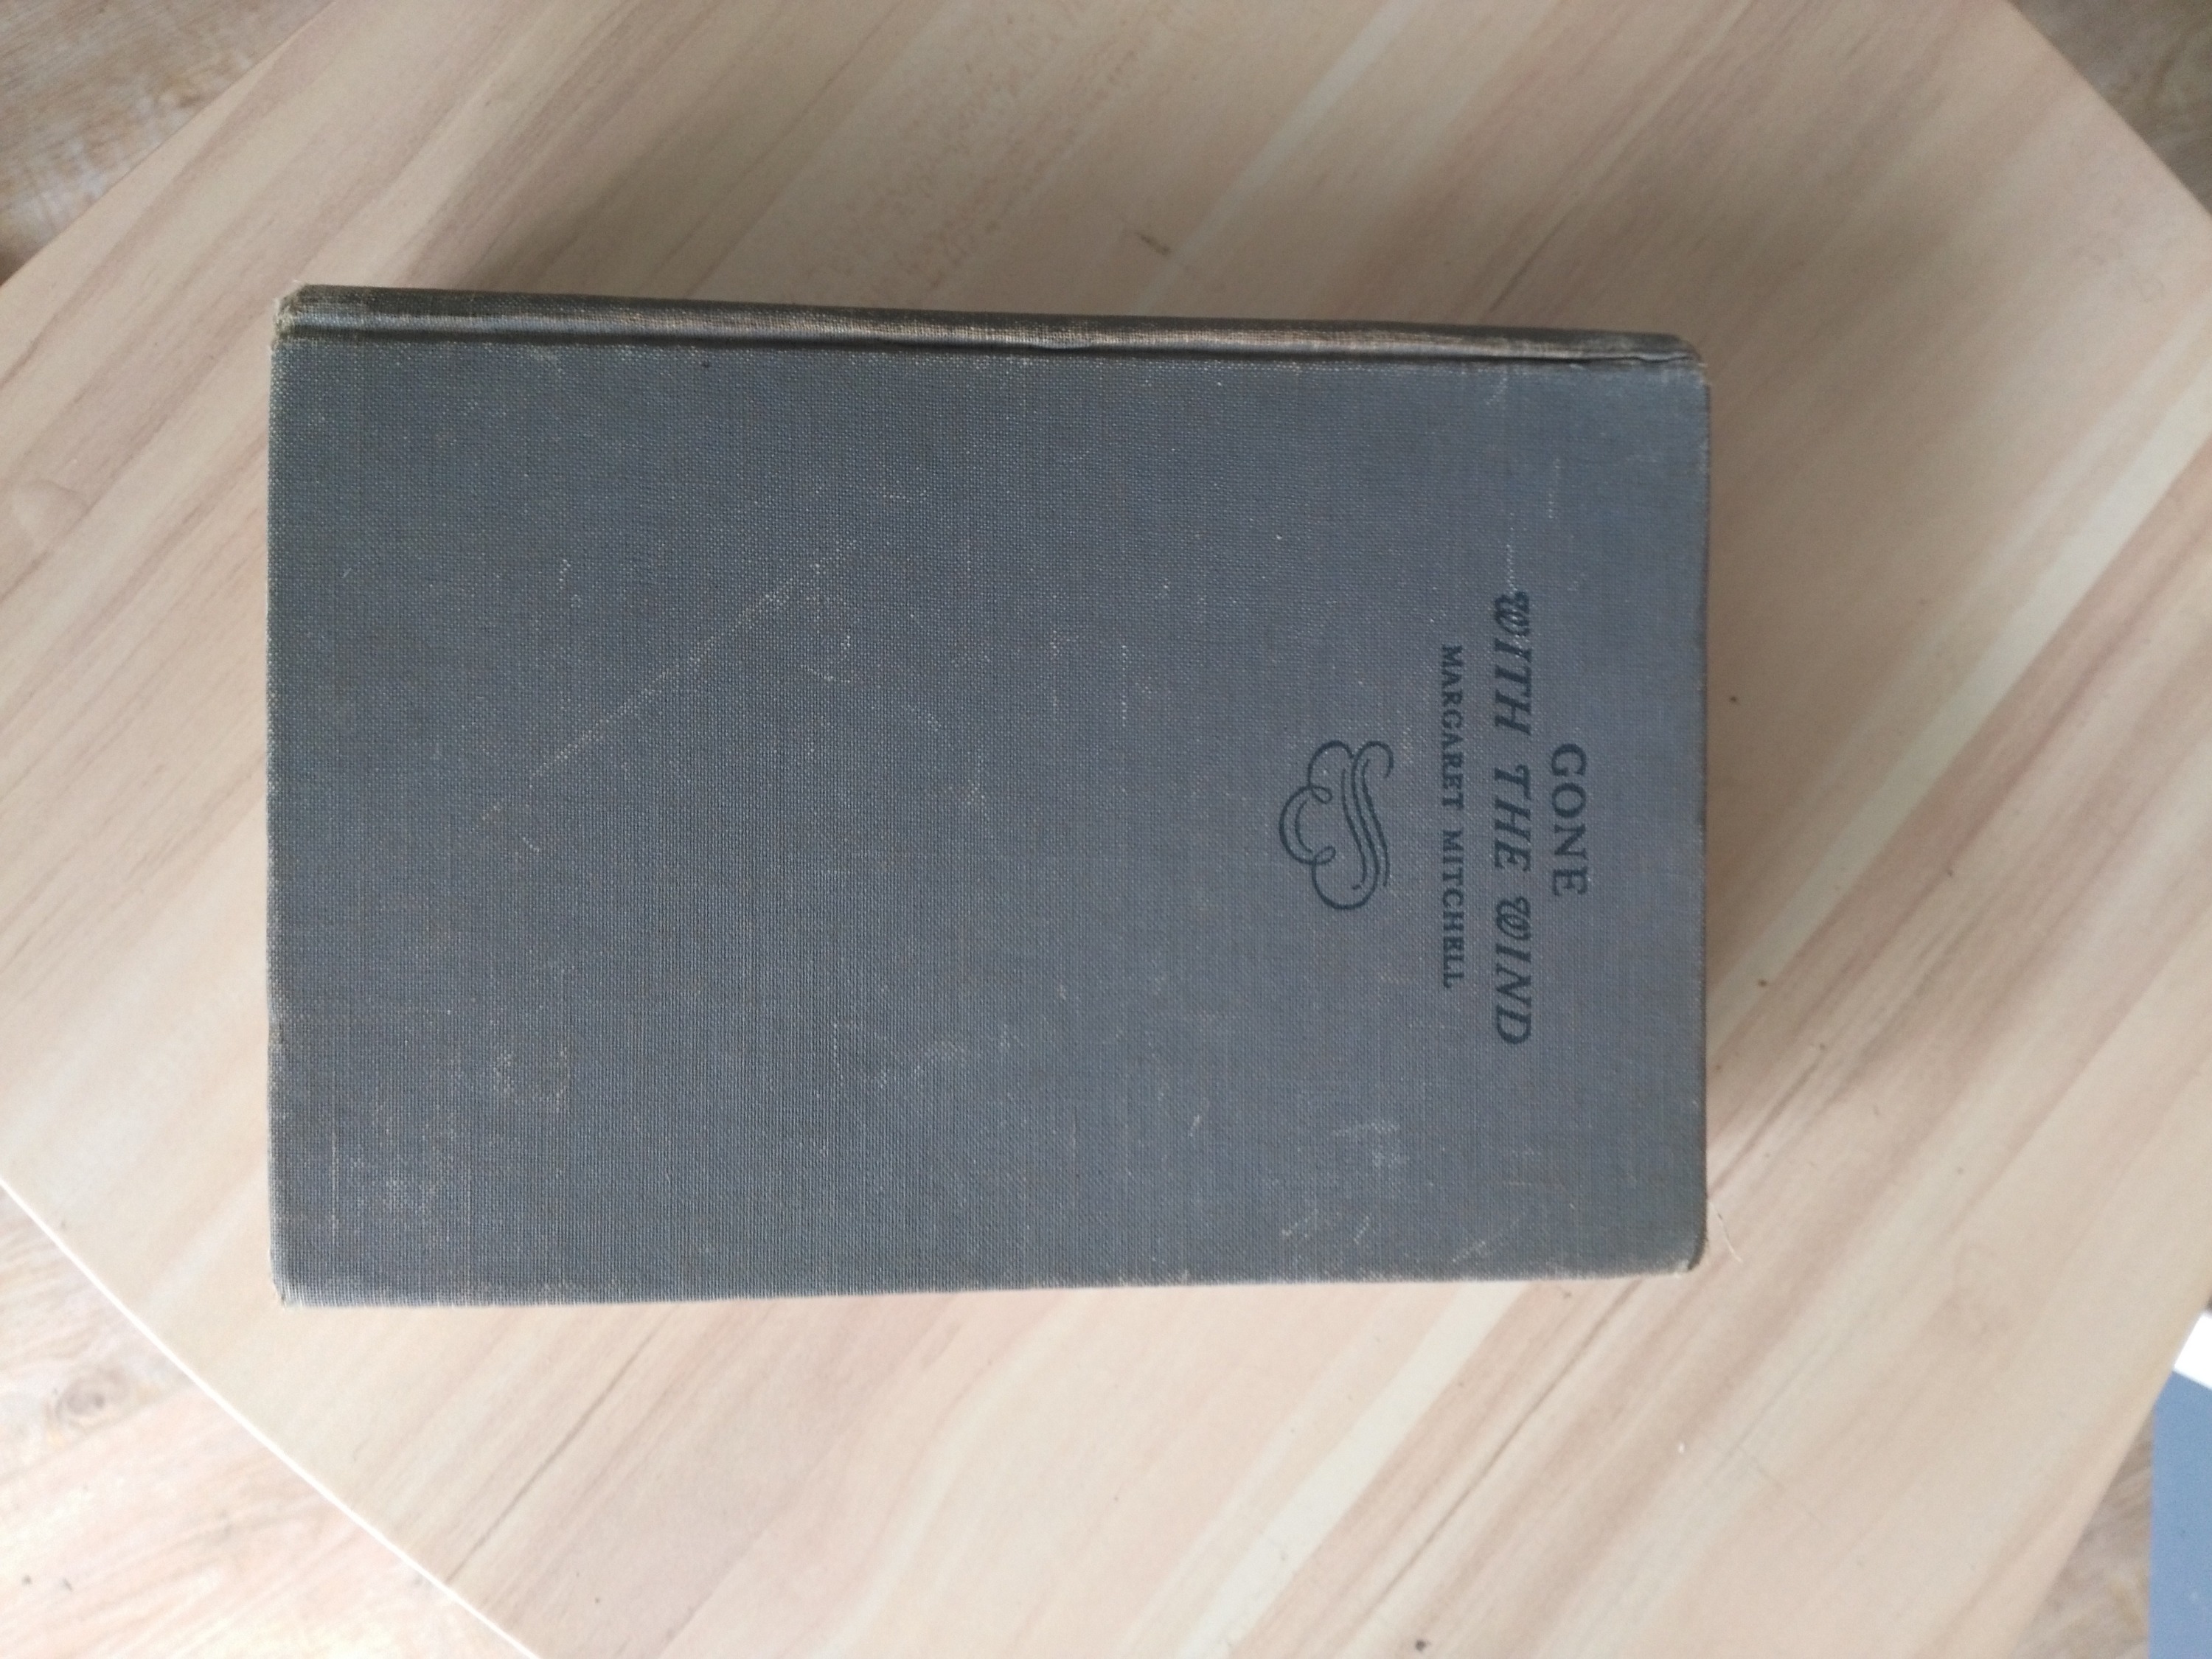 GONE
WITH THE WIND
MARGARET MITCHELL